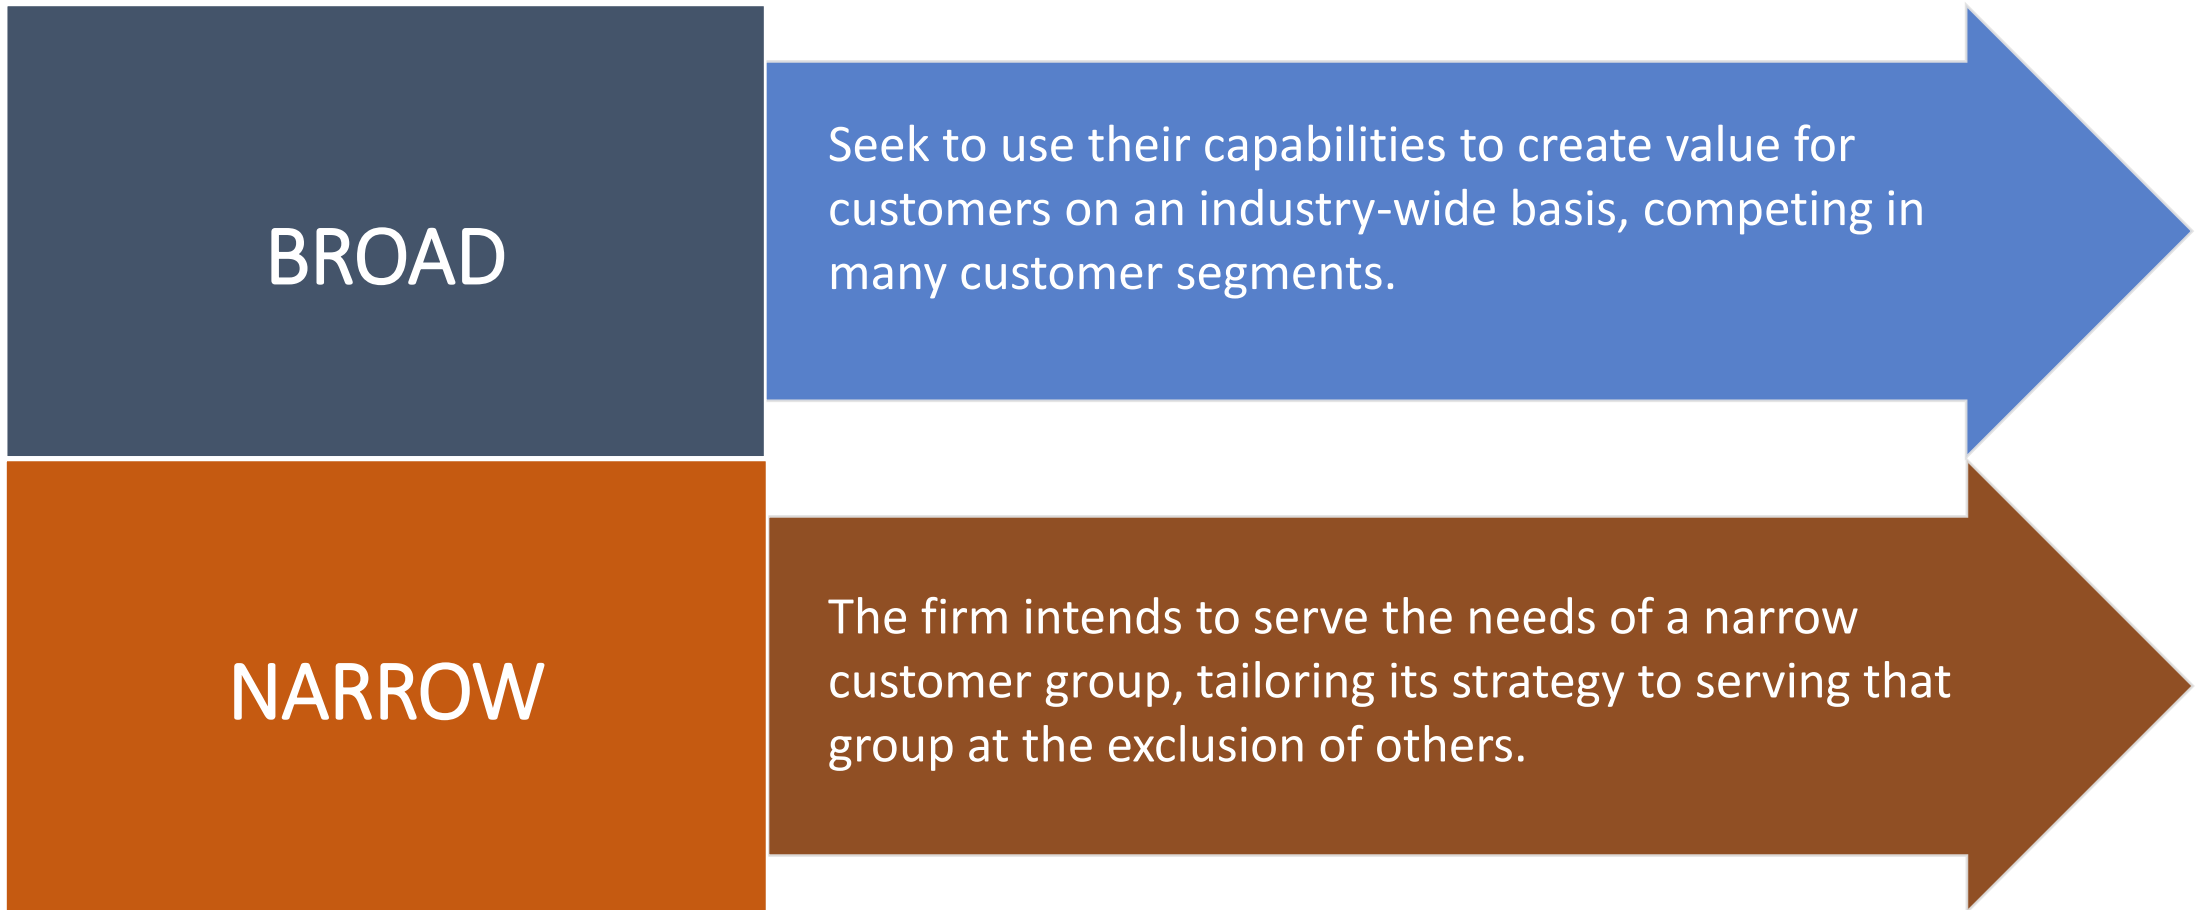 BROAD
Seek to use their capabilities to create value for
customers on an industry-wide basis, competing in
many customer segments.
NARROW
The firm intends to serve the needs of a narrow
customer group, tailoring its strategy to serving that
group at the exclusion of others.